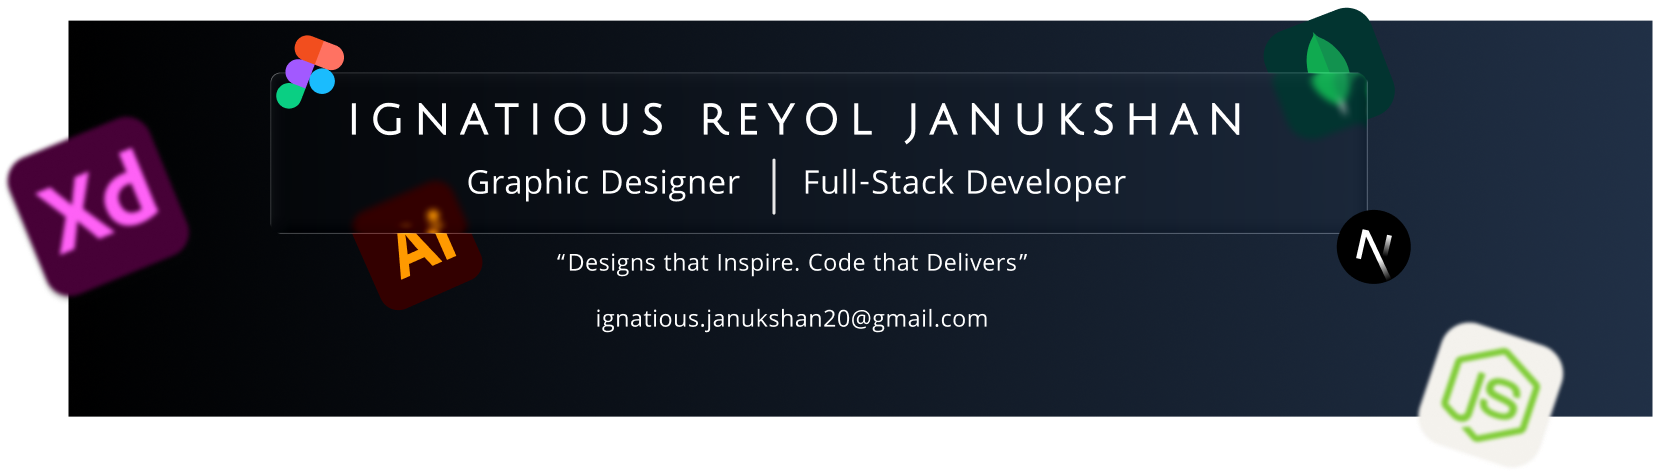 IGNATIOUS REYOL JANUKSHAN
Graphic Designer | Full-Stack Developer
“Designs that Inspire. Code that Delivers”
ignatious.janukshan20@gmail.com
Xd
Ai
N
JS